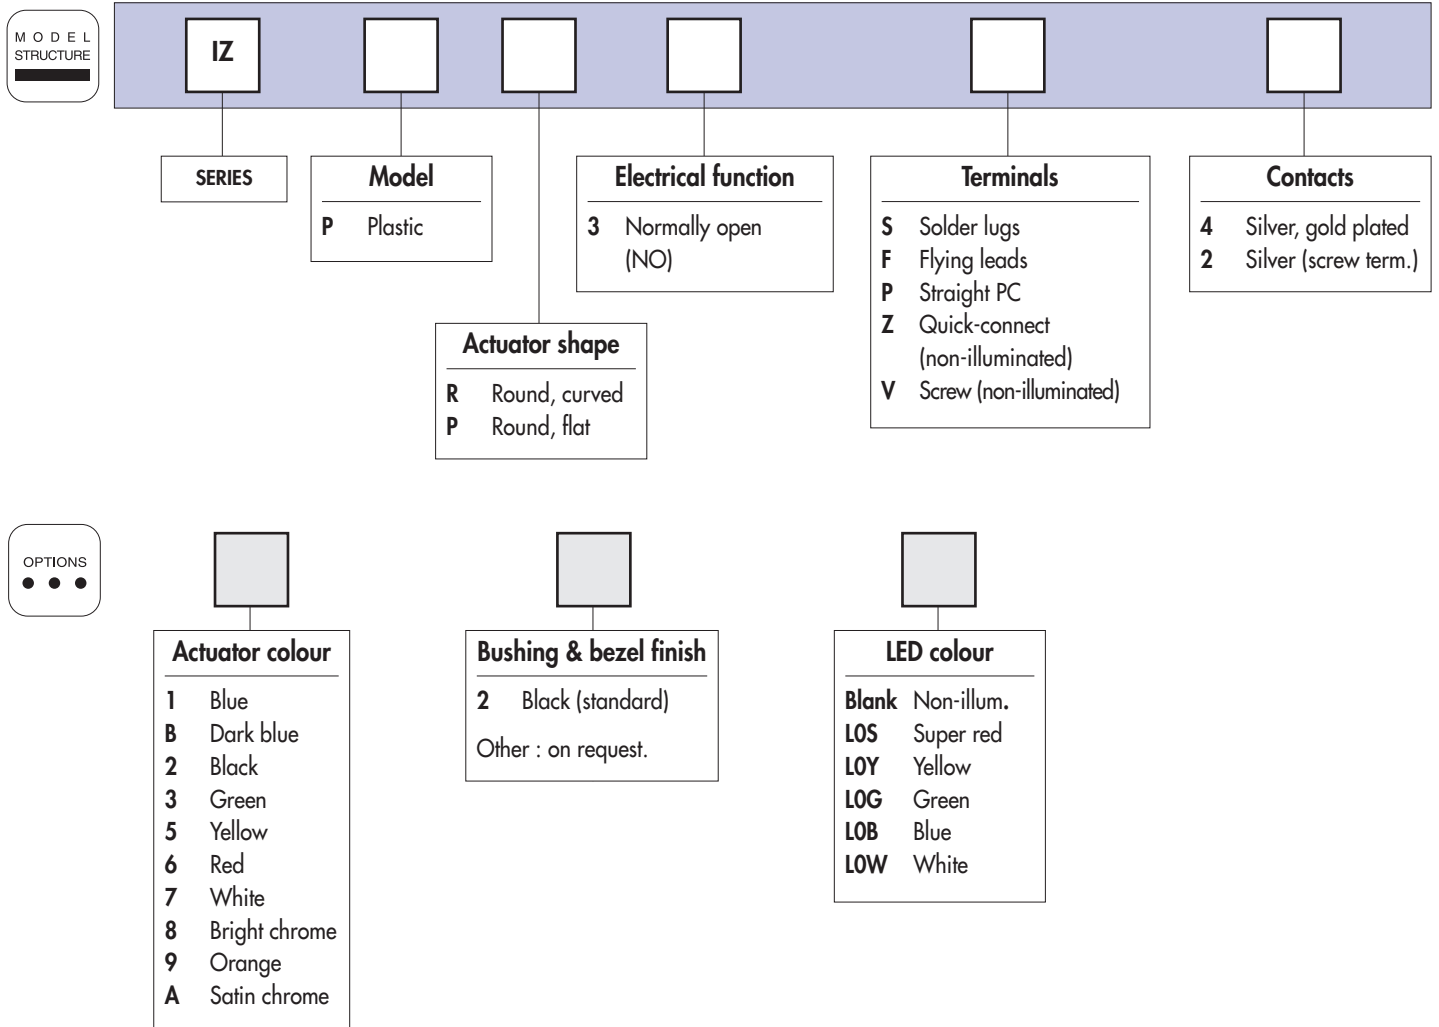 MODEL
STRUCTURE
IZ
SERIES
Model
P Plastic
Actuator shape
R Round, curved
P Round, flat
Electrical function
3 Normally open
(NO)
Terminals
S Solder lugs
F Flying leads
P Straight PC
Z Quick-connect
(non-illuminated)
V Screw (non-illuminated)
Contacts
4 Silver, gold plated
2 Silver (screw term.)
OPTIONS
Actuator colour
1 Blue
B Dark blue
2 Black
3 Green
5 Yellow
6 Red
7 White
8 Bright chrome
9 Orange
A Satin chrome
Bushing & bezel finish
2 Black (standard)
Other : on request.
LED colour
Blank Non-illum.
L0S Super red
L0Y Yellow
L0G Green
L0B Blue
L0W White